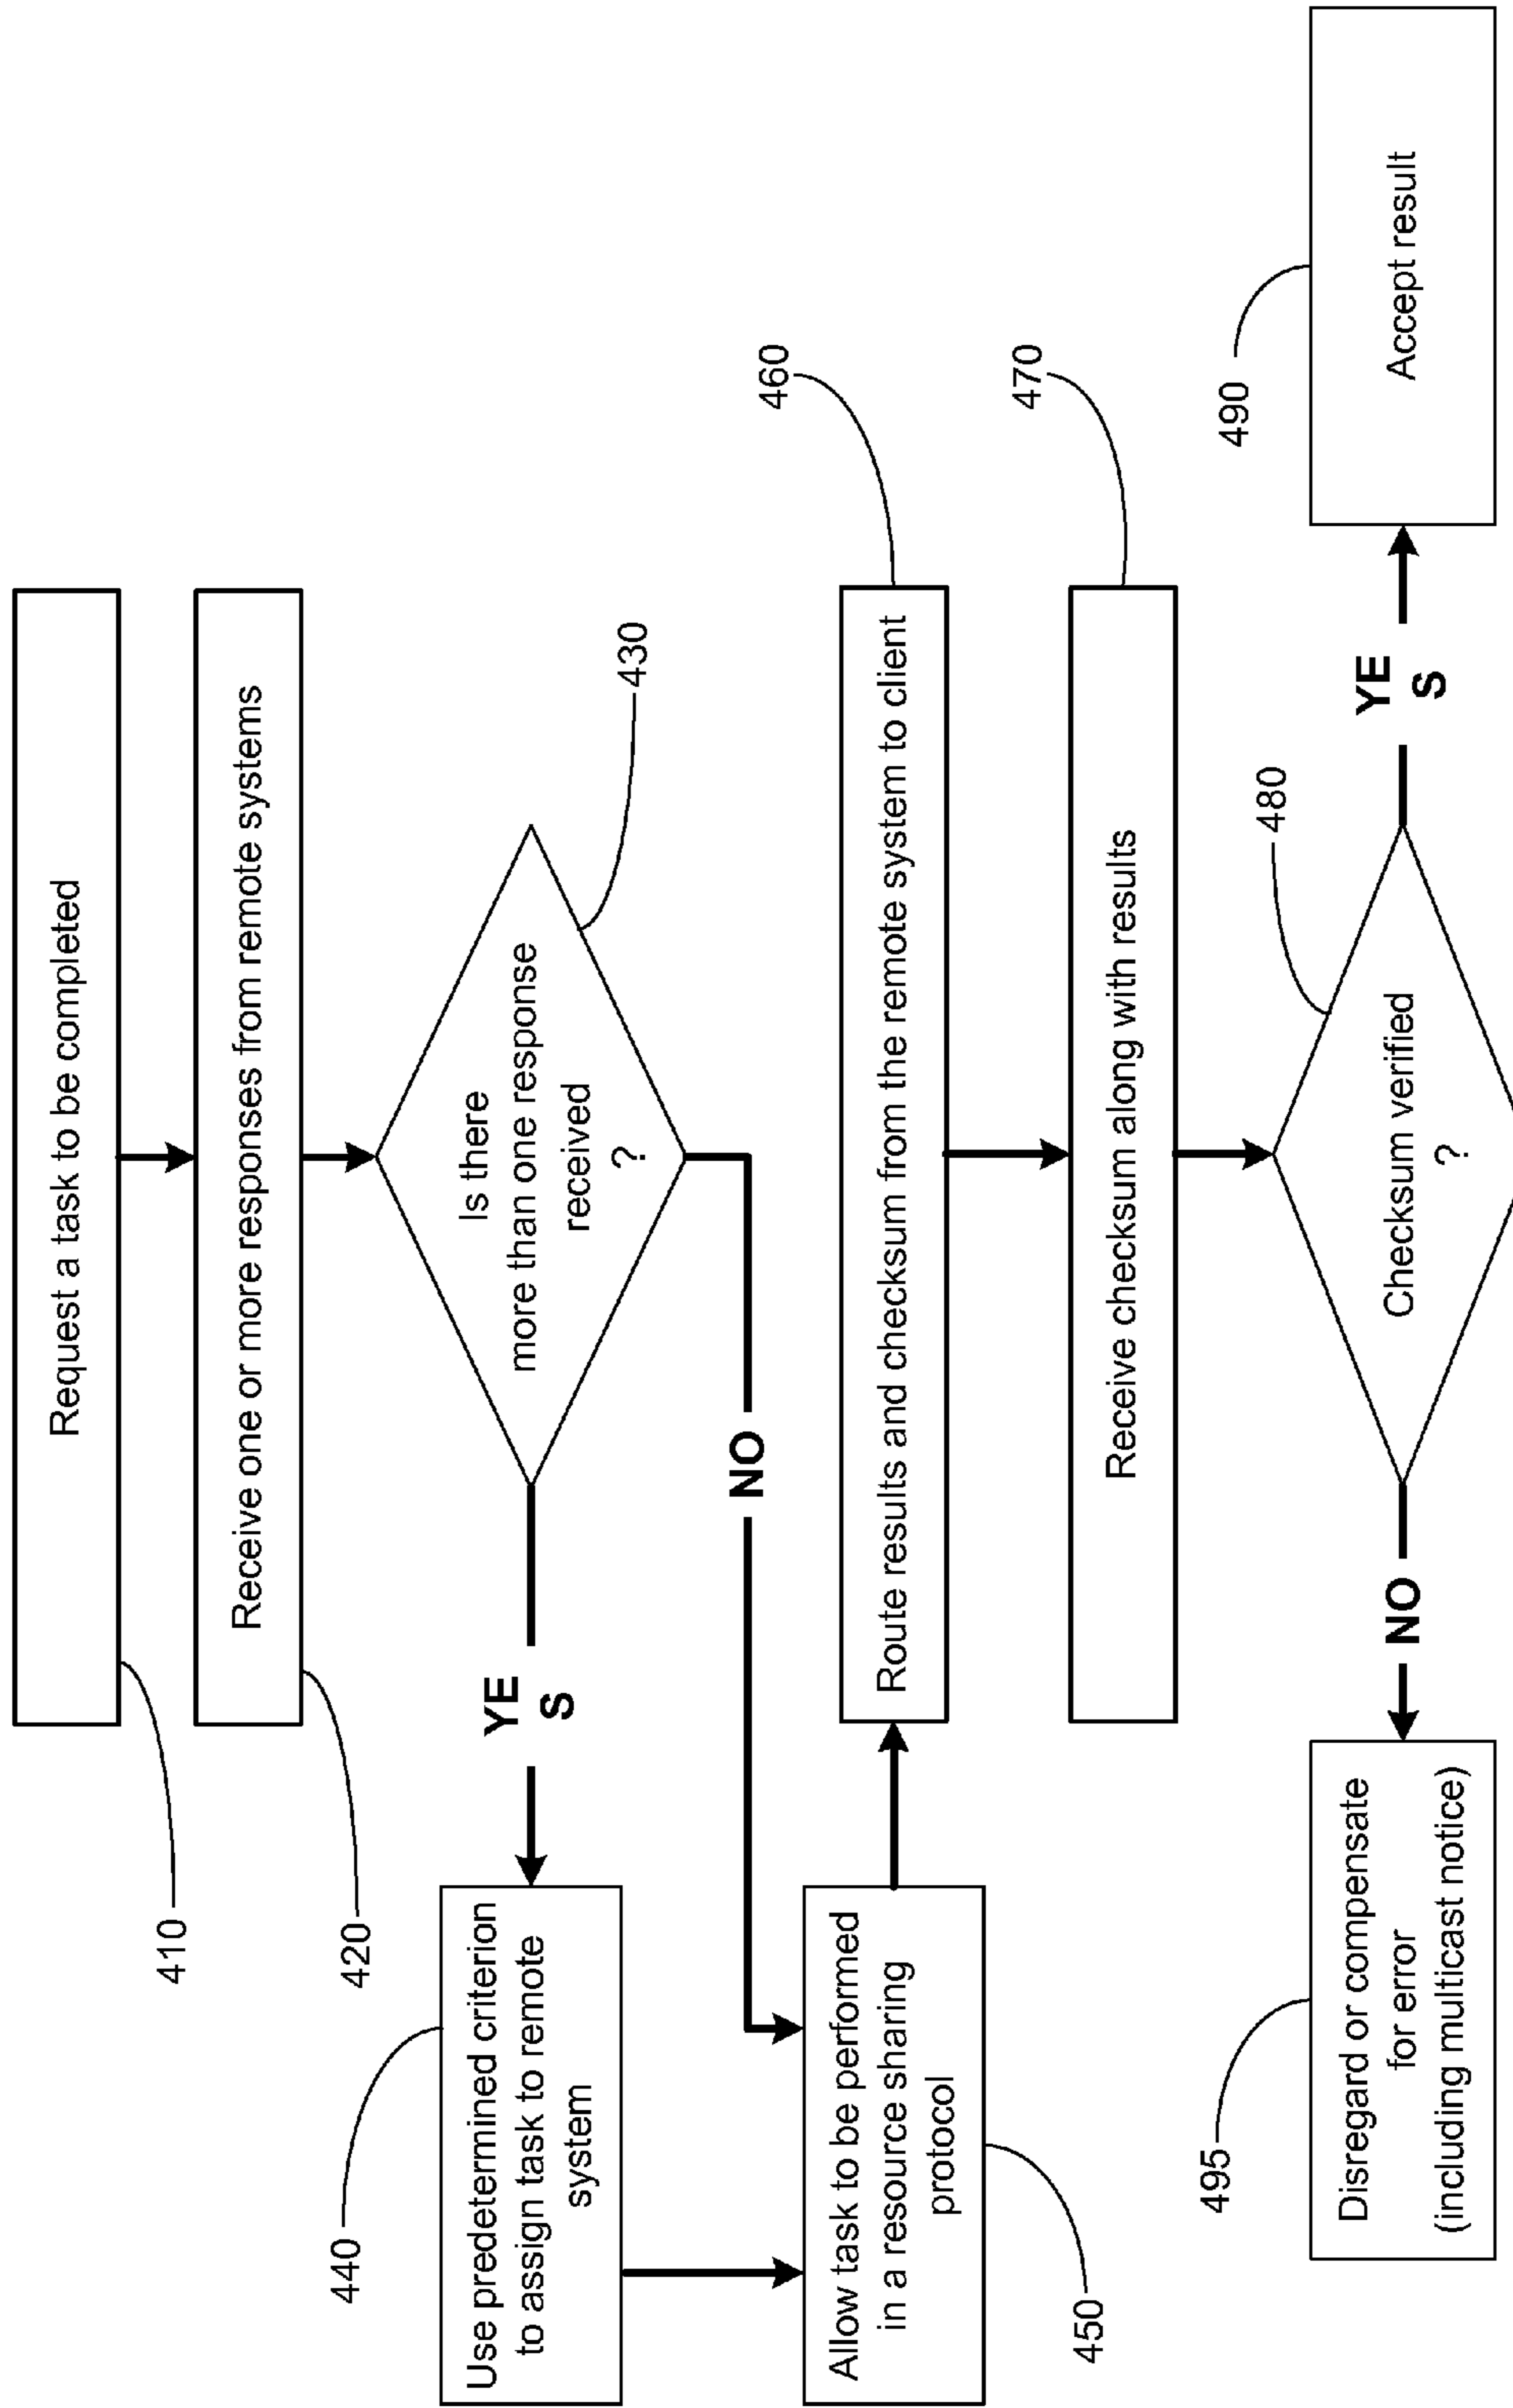 Request a task to be completed
410
Receive one or more responses from remote systems
420
Is there
more than one response
received
?
430
YE
S
NO
Use predetermined criterion
to assign task to remote
system
440
Allow task to be performed
in a resource sharing
protocol
450
Route results and checksum from the remote system to client
460
Receive checksum along with results
470
Checksum verified
?
480
NO
YE
S
Disregard or compensate
for error
(including multicast notice)
495
Accept result
490